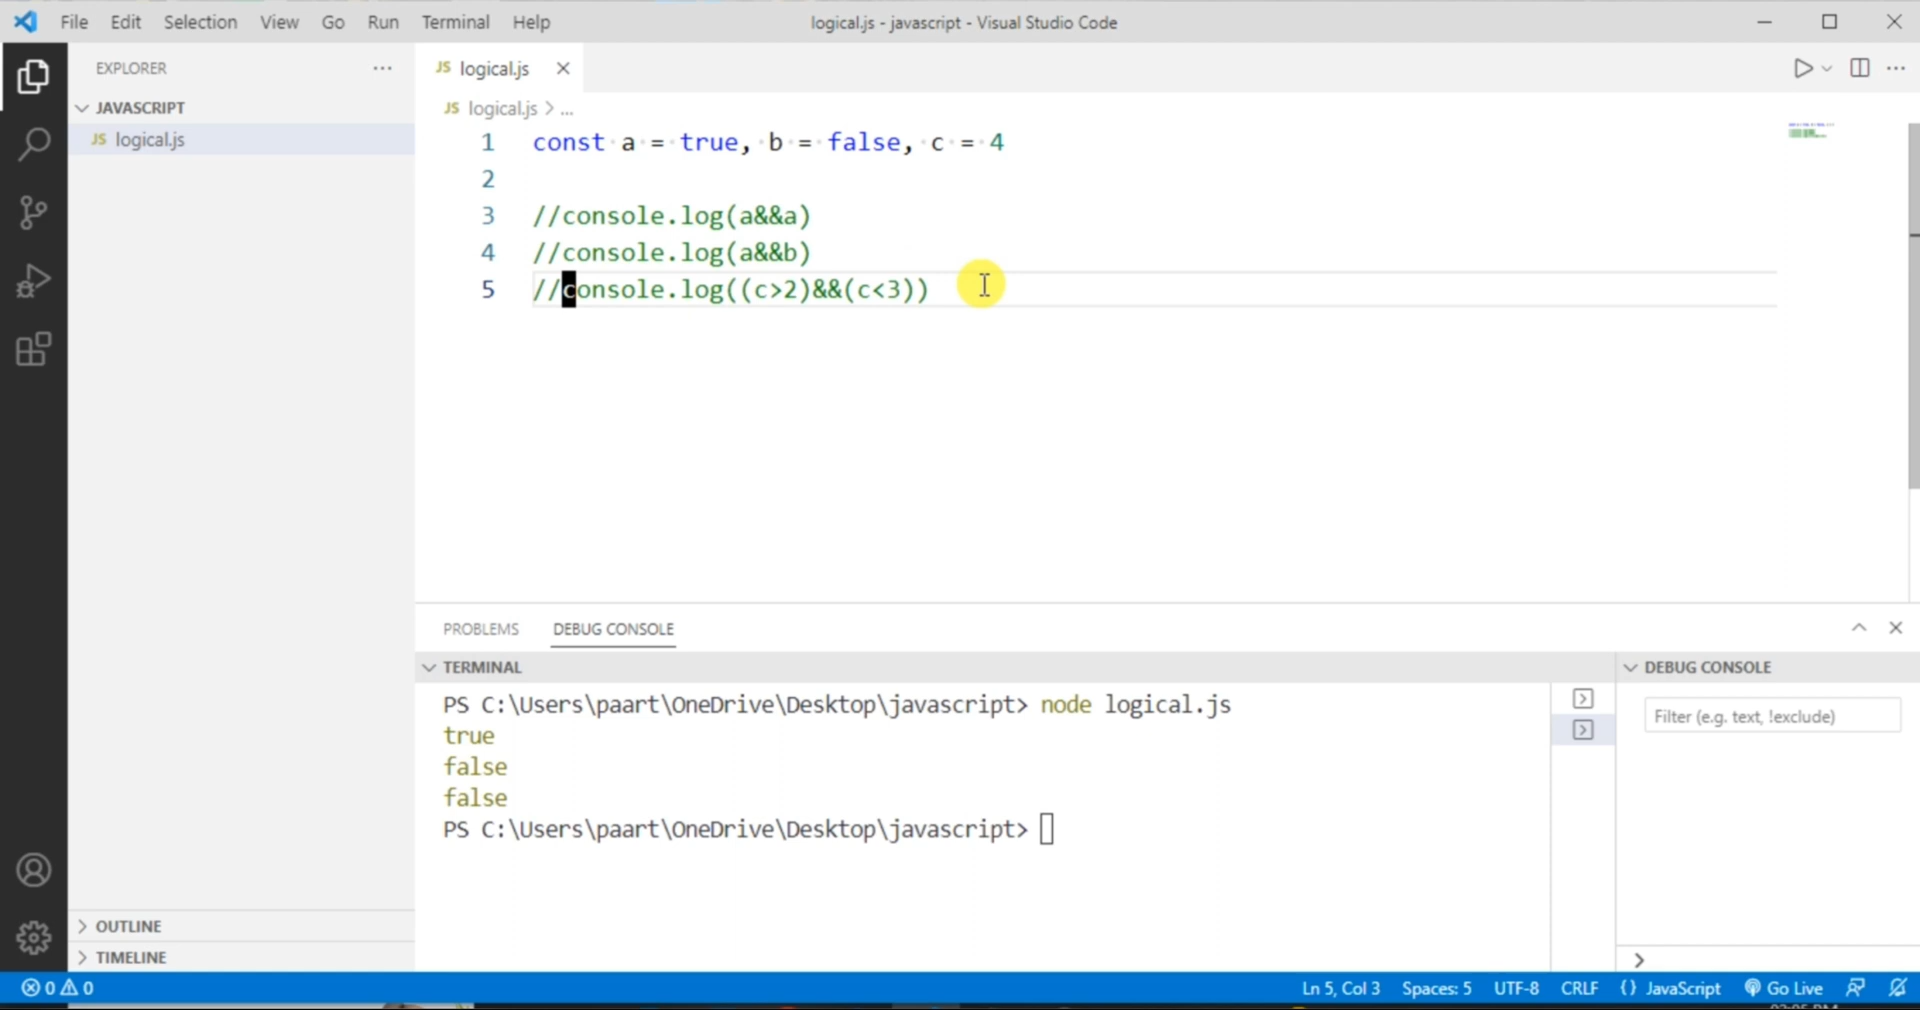 File Edit Selection View Go Run Terminal Help logical.js - javascript - Visual Studio Code
EXPLORER
JAVASCRIPT
JS logical.js
JS logical.js
JS logical.js > ...
1 const a = true, b = false, c = 4
2
3 //console.log(a&&a)
4 //console.log(a&&b)
5 //console.log((c>2)&&(c<3))
PROBLEMS DEBUG CONSOLE
TERMINAL
PS C:\Users\paart\OneDrive\Desktop\javascript> node logical.js
true
false
false
PS C:\Users\paart\OneDrive\Desktop\javascript>
DEBUG CONSOLE
Filter (e.g. text, !exclude)
OUTLINE
TIMELINE
0 0 Ln 5, Col 3 Spaces: 5 UTF-8 CRLF {} JavaScript Go Live